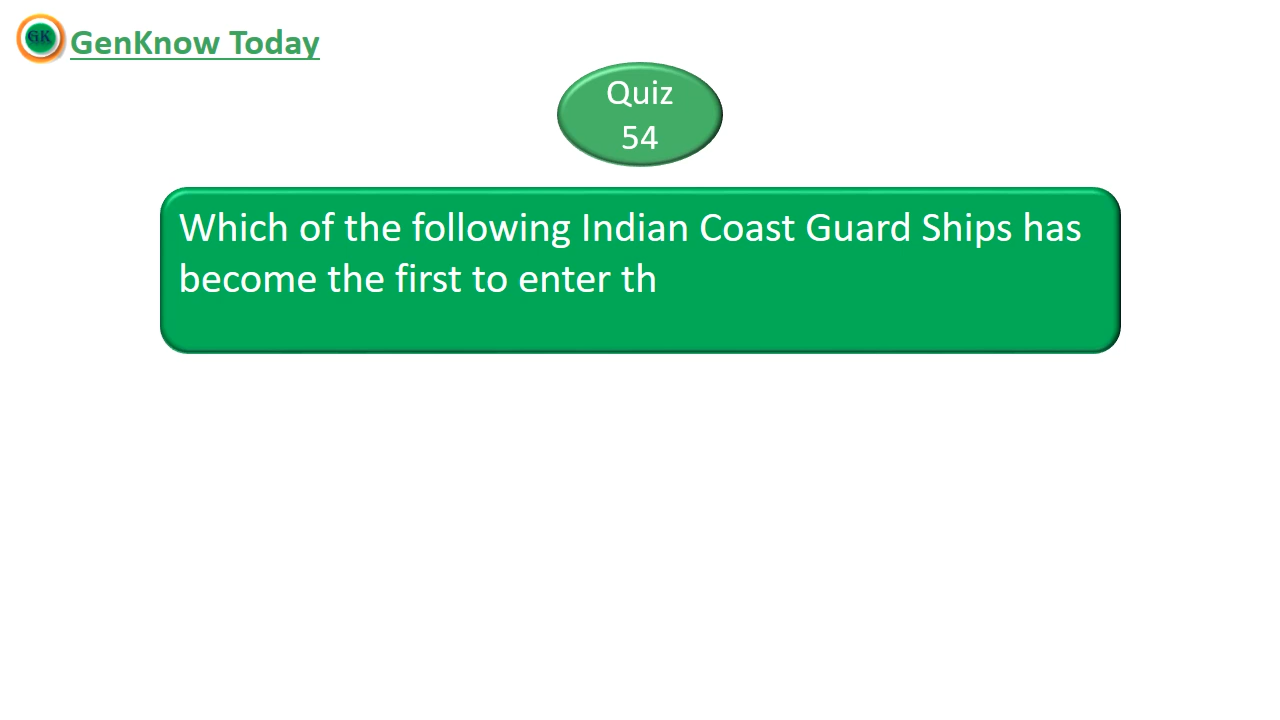 GK
GenKnow Today
Quiz
54
Which of the following Indian Coast Guard Ships has
become the first to enter th